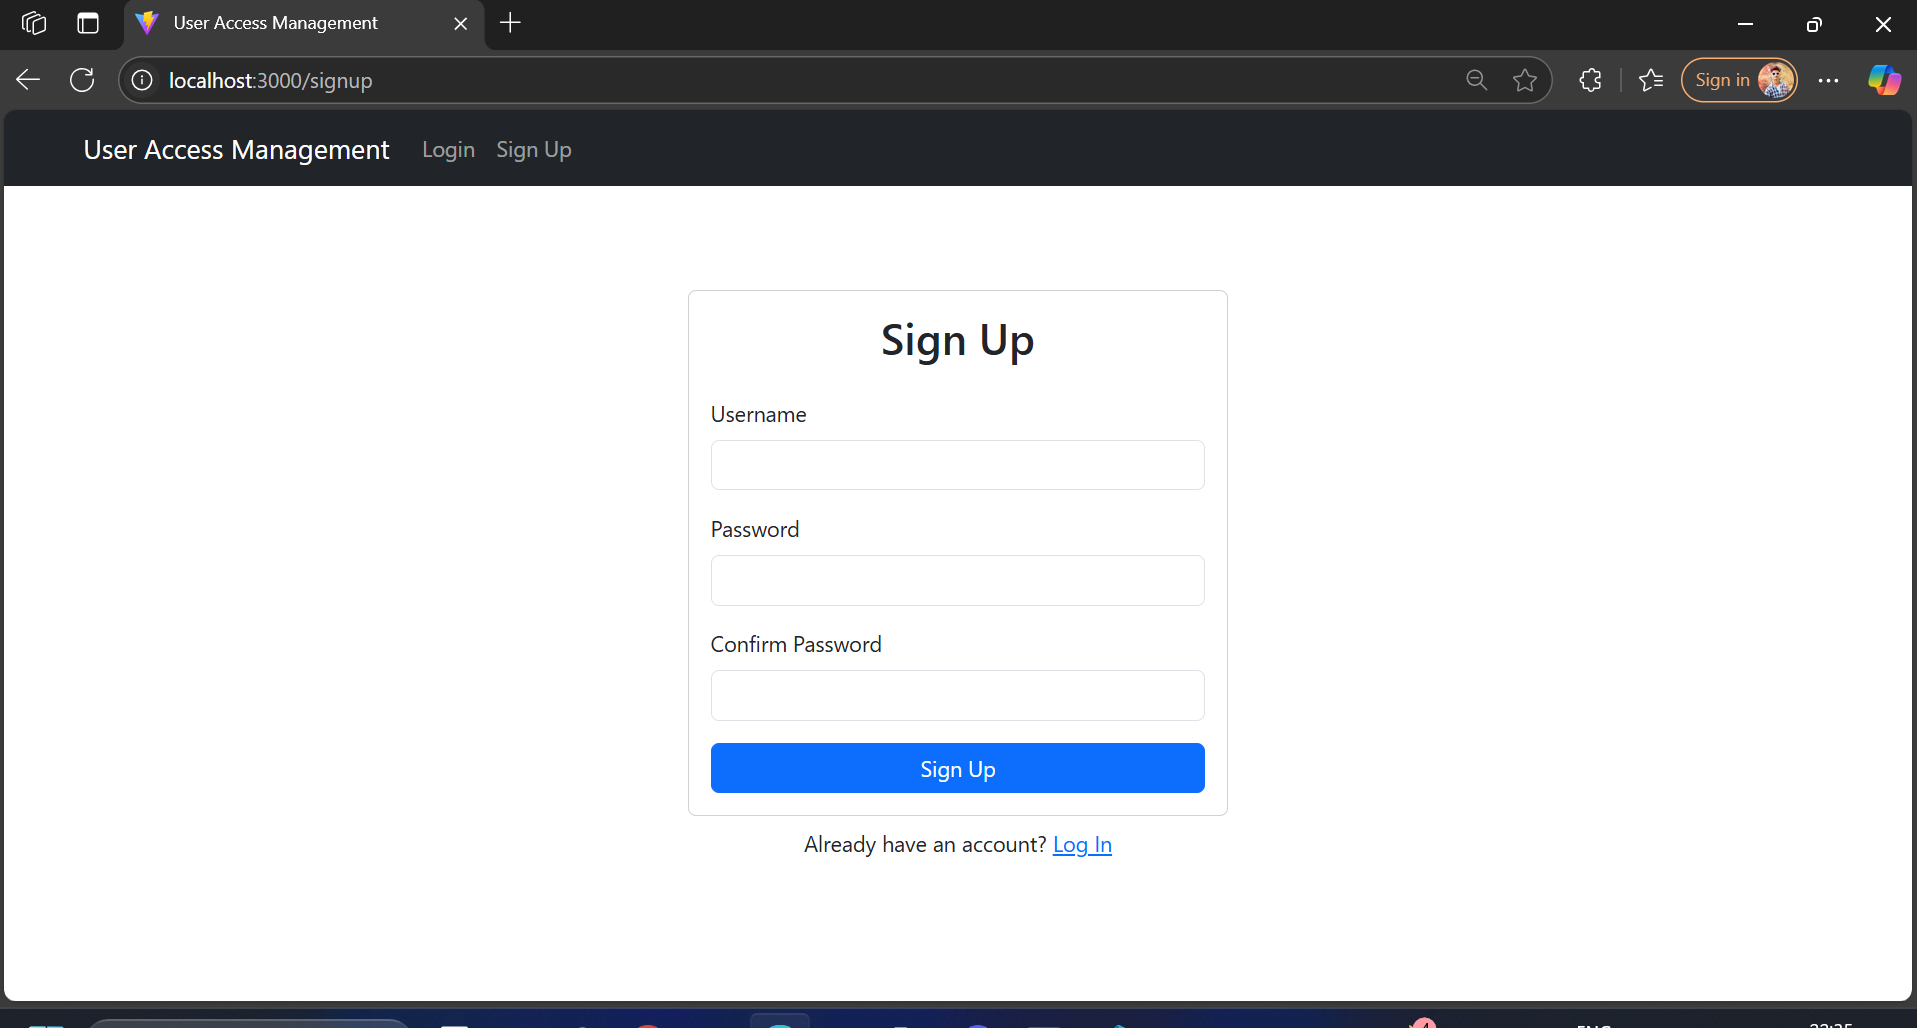 User Access Management
localhost:3000/signup
Sign in
User Access Management Login Sign Up
Sign Up
Username
Password
Confirm Password
Sign Up
Already have an account? Log In